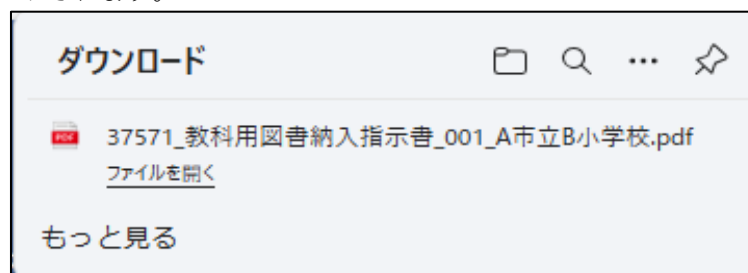 ダウンロード
PDF
37571_教科用図書納入指示書_001_A市立B小学校.pdf
ファイルを開く
もっと見る